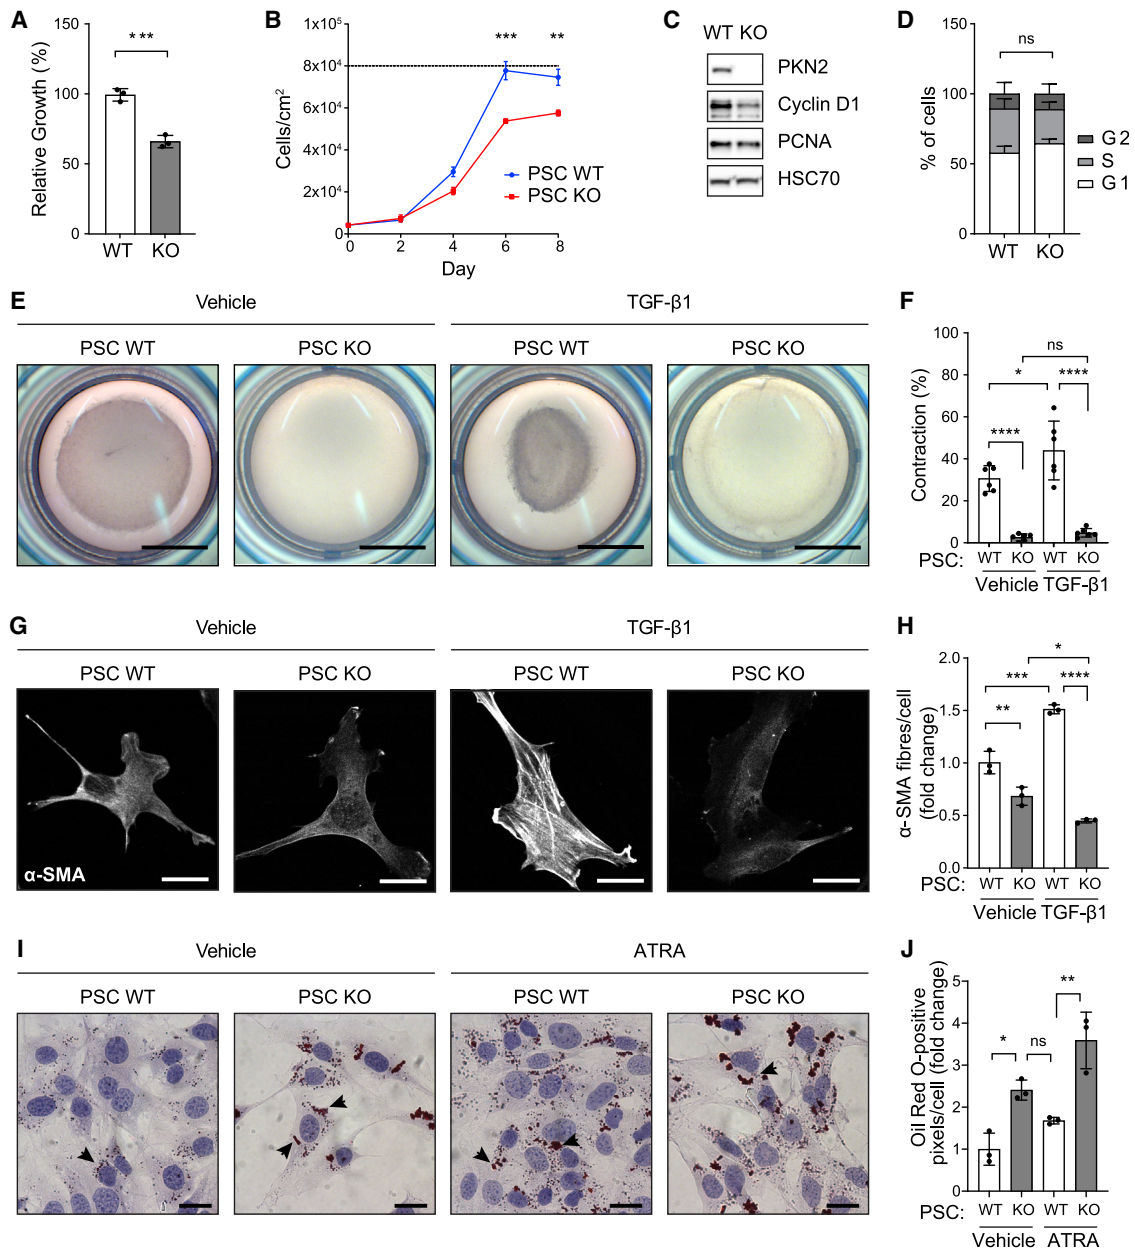 A
150
100
50
0
Relative Growth (%)
***
WT
KO
B
1x10⁵
8x10⁴
6x10⁴
4x10⁴
2x10⁴
0
Cells/cm²
***
**
PSC WT
PSC KO
0 2 4 6 8
Day
C
WT KO
PKN2
Cyclin D1
PCNA
HSC70
D
150
100
50
0
% of cells
ns
G2
S
G1
WT
KO
E
Vehicle
TGF-β1
PSC WT
PSC KO
PSC WT
PSC KO
F
100
80
60
40
20
0
Contraction (%)
ns
*
****
****
PSC: WT KO WT KO
Vehicle TGF-β1
G
Vehicle
TGF-β1
PSC WT
PSC KO
PSC WT
PSC KO
α-SMA
H
2.0
1.5
1.0
0.5
0.0
α-SMA fibres/cell
(fold change)
*
***
****
**
PSC: WT KO WT KO
Vehicle TGF-β1
I
Vehicle
ATRA
PSC WT
PSC KO
PSC WT
PSC KO
J
5
4
3
2
1
0
Oil Red O-positive
pixels/cell (fold change)
**
*
ns
PSC: WT KO WT KO
Vehicle ATRA